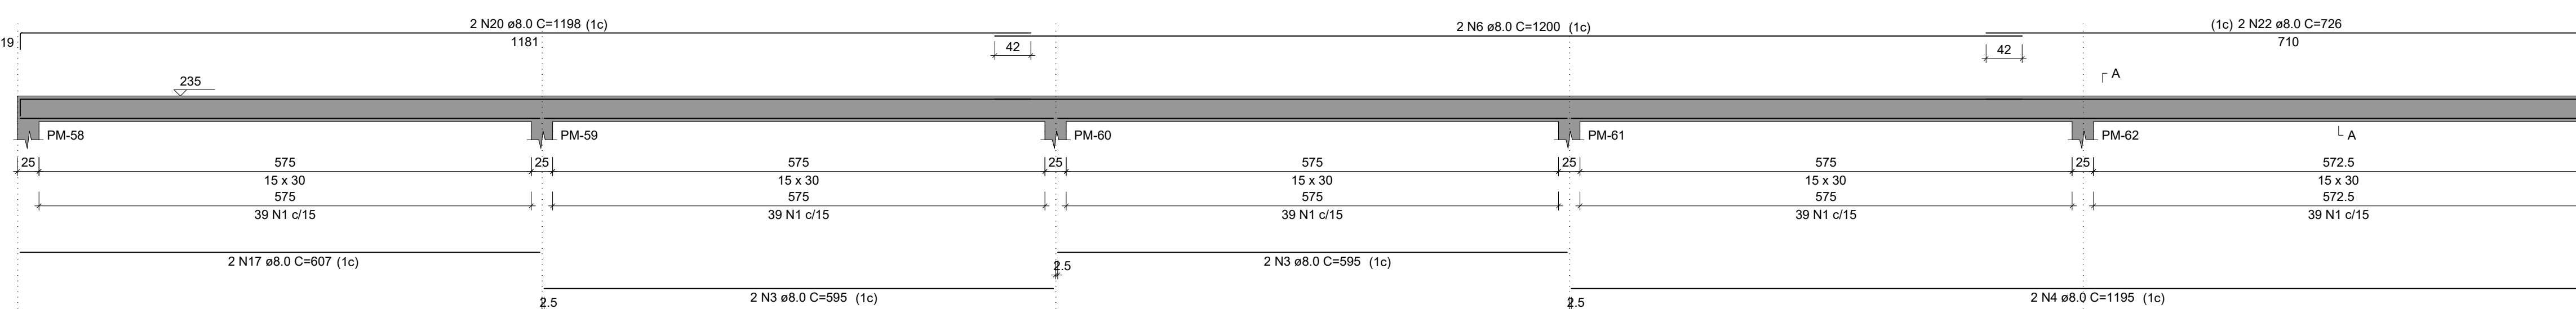 2 N20 ø8.0 C=1198 (1c)
2 N6 ø8.0 C=1200 (1c)
(1c) 2 N22 ø8.0 C=726
19
1181
42
42
710
235
A
PM-58
PM-59
PM-60
PM-61
PM-62
A
25 575 25 575 25 575 25 575 25 572.5
15 x 30 15 x 30 15 x 30 15 x 30 15 x 30
575 575 575 575 572.5
39 N1 c/15 39 N1 c/15 39 N1 c/15 39 N1 c/15 39 N1 c/15
2 N17 ø8.0 C=607 (1c)
2.5
2 N3 ø8.0 C=595 (1c)
2.5
2 N3 ø8.0 C=595 (1c)
2.5
2 N4 ø8.0 C=1195 (1c)